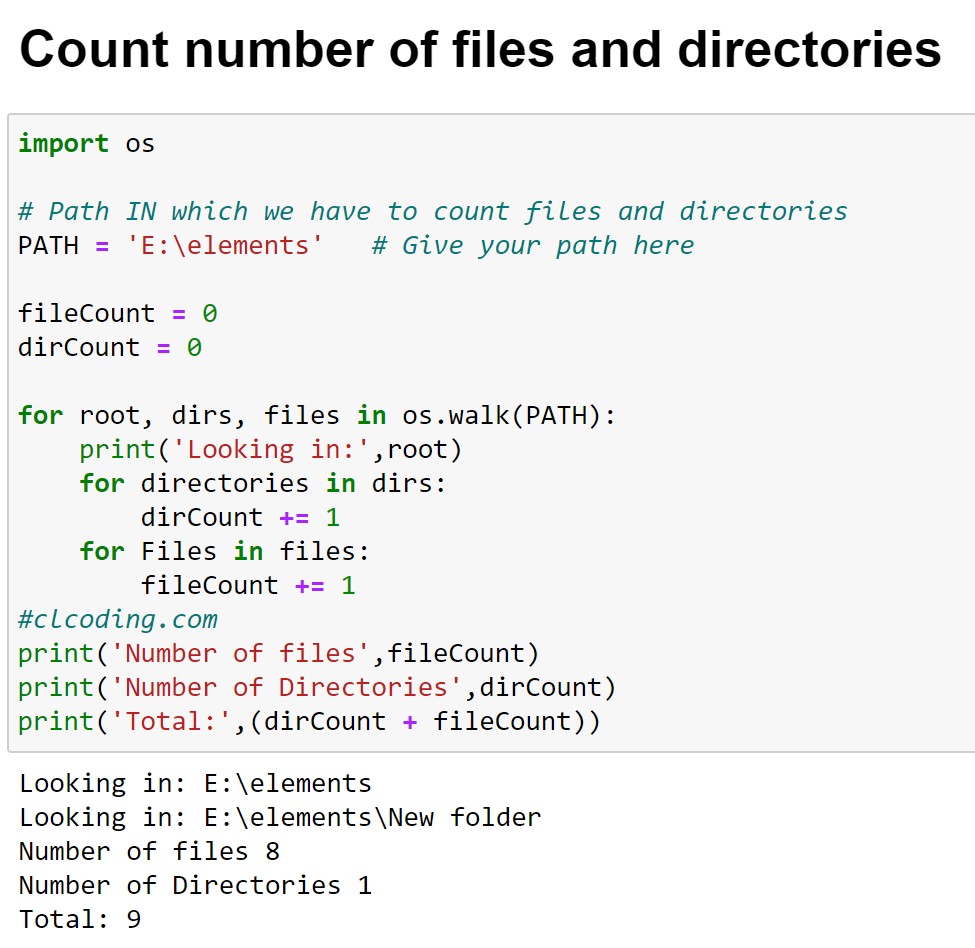 Count number of files and directories
import os
# Path IN which we have to count files and directories
PATH = 'E:\elements'   # Give your path here
fileCount = 0
dirCount = 0
for root, dirs, files in os.walk(PATH):
    print('Looking in:',root)
    for directories in dirs:
        dirCount += 1
    for Files in files:
        fileCount += 1
#clcoding.com
print('Number of files',fileCount)
print('Number of Directories',dirCount)
print('Total:',(dirCount + fileCount))
Looking in: E:\elements
Looking in: E:\elements\New folder
Number of files 8
Number of Directories 1
Total: 9